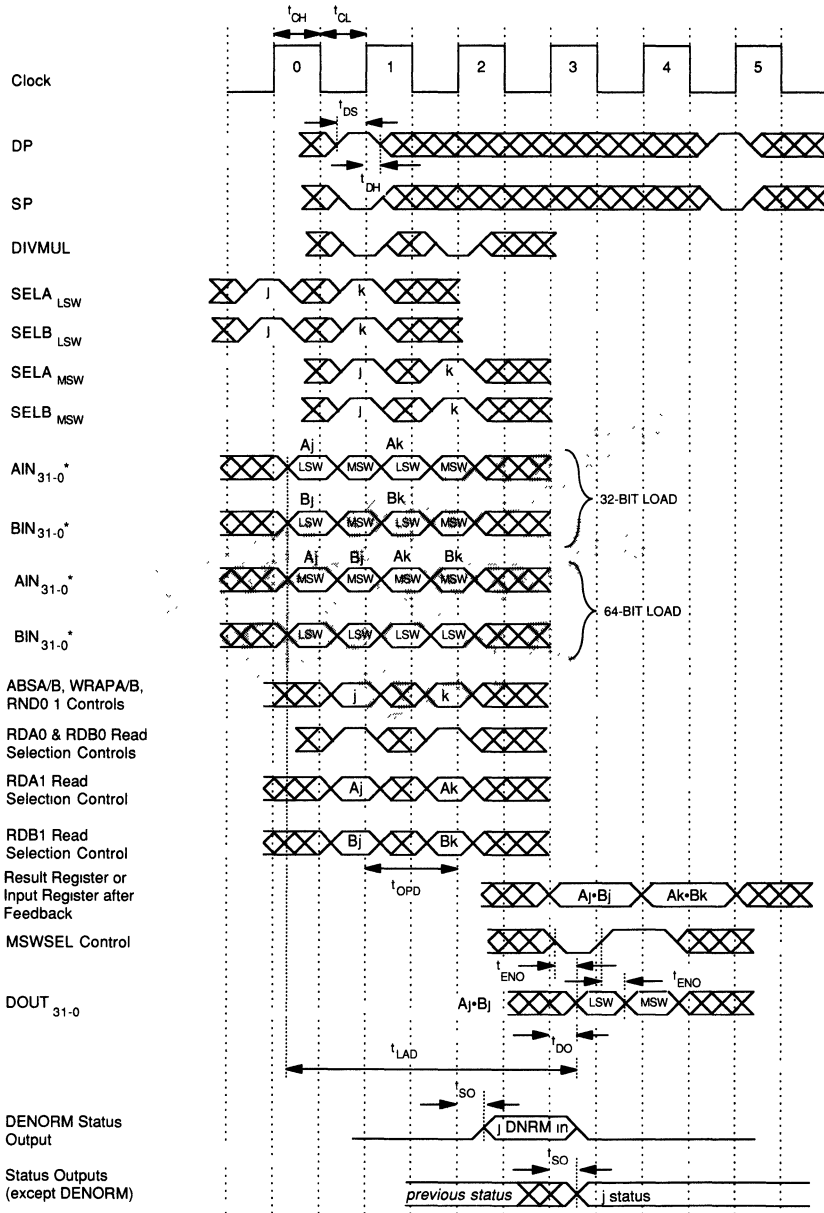 tCH tCL
Clock
0 1 2 3 4 5
tDS
DP
tDH
SP
DIVMUL
SELA LSW
j k
SELB LSW
j k
SELA MSW
j k
SELB MSW
j k
Aj Ak
AIN31-0*
LSW MSW LSW MSW
32-BIT LOAD
Bj Bk
BIN31-0*
LSW MSW LSW MSW
Aj Bj Ak Bk
AIN31-0*
MSW MSW MSW MSW
64-BIT LOAD
BIN31-0*
LSW LSW LSW LSW
ABSA/B, WRAPA/B,
RND0 1 Controls
j k
RDA0 & RDB0 Read
Selection Controls
RDA1 Read
Selection Control
Aj Ak
RDB1 Read
Selection Control
Bj Bk
tOPD
Result Register or
Input Register after
Feedback
Aj•Bj Ak•Bk
MSWSEL Control
tENO tENO
DOUT 31-0
Aj•Bj
LSW MSW
tDO
tLAD
tSO
DENORM Status
Output
j DNRM in
tSO
Status Outputs
(except DENORM)
previous status
j status